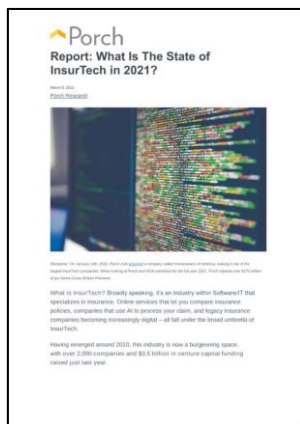 Porch
Report: What Is The State of
InsurTech in 2021?
March 9, 2021
Porch Research
What is InsurTech? Broadly speaking, it's an industry within Software/IT that
specializes in insurance. Online services that let you compare insurance
policies, companies that use AI to process your claim, and legacy insurance
companies becoming increasingly digital – all fall under the broad umbrella of
InsurTech.
Having emerged around 2010, this industry is now a burgeoning space,
with over 2,000 companies and $3.5 billion in venture capital funding
raised just last year.